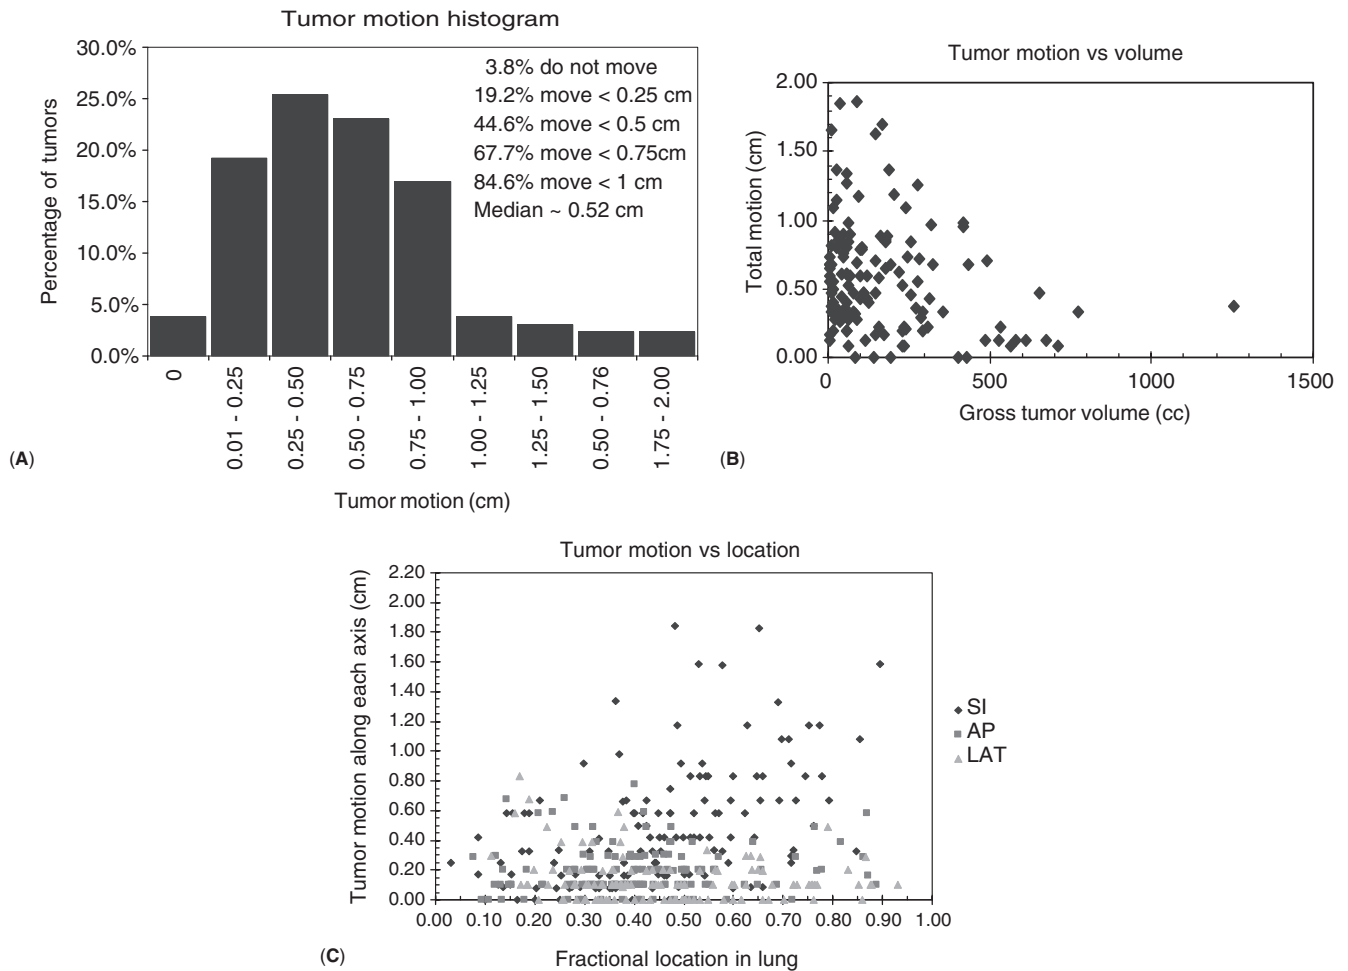 Tumor motion histogram
30.0%
25.0%
20.0%
15.0%
10.0%
5.0%
0.0%
Percentage of tumors
3.8% do not move
19.2% move < 0.25 cm
44.6% move < 0.5 cm
67.7% move < 0.75cm
84.6% move < 1 cm
Median ~ 0.52 cm
0
0.01 - 0.25
0.25 - 0.50
0.50 - 0.75
0.75 - 1.00
1.00 - 1.25
1.25 - 1.50
0.50 - 0.76
1.75 - 2.00
Tumor motion (cm)
(A)
Tumor motion vs volume
2.00
1.50
1.00
0.50
0.00
Total motion (cm)
0
500
1000
1500
Gross tumor volume (cc)
(B)
Tumor motion vs location
2.20
2.00
1.80
1.60
1.40
1.20
1.00
0.80
0.60
0.40
0.20
0.00
Tumor motion along each axis (cm)
0.00 0.10 0.20 0.30 0.40 0.50 0.60 0.70 0.80 0.90 1.00
Fractional location in lung
SI
AP
LAT
(C)